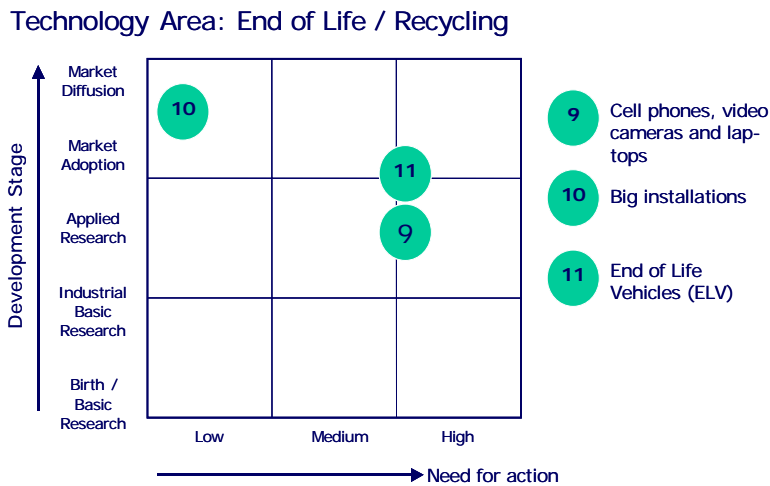 Technology Area: End of Life / Recycling
Development Stage
Market
Diffusion
Market
Adoption
Applied
Research
Industrial
Basic
Research
Birth /
Basic
Research
10
11
9
Low
Medium
High
Need for action
9
Cell phones, video
cameras and lap-
tops
10
Big installations
11
End of Life
Vehicles (ELV)